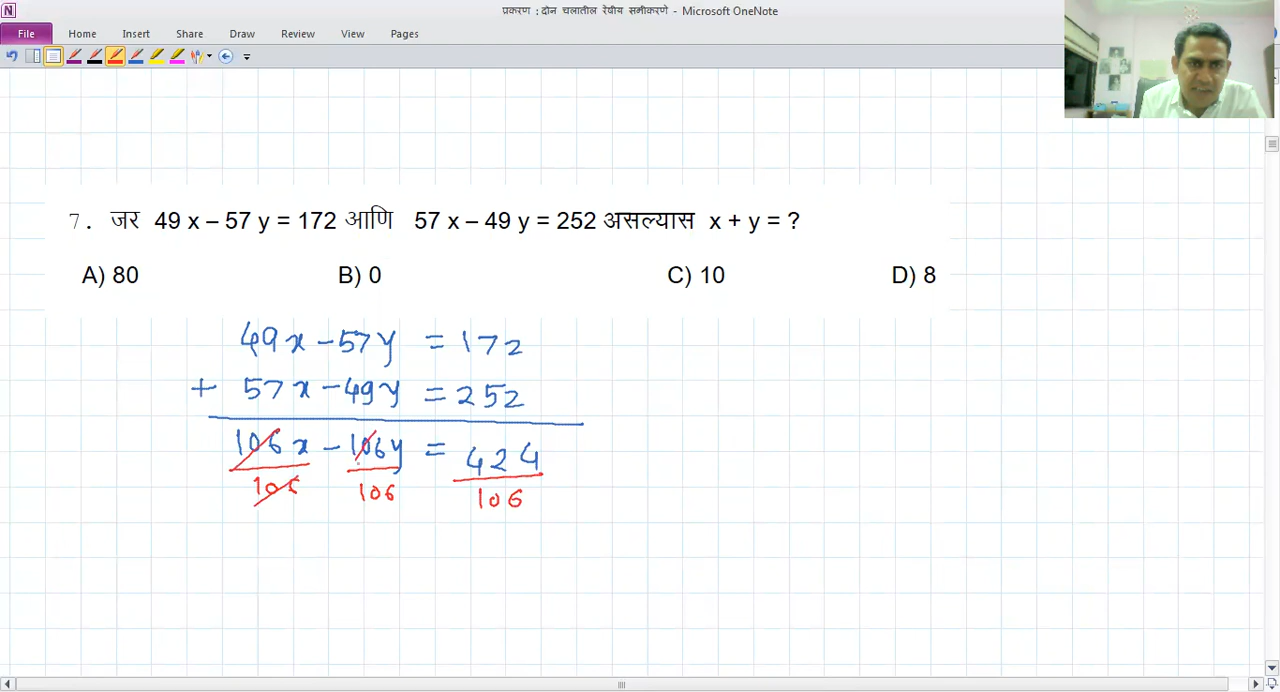 प्रकरण : दोन चलातील रेषीय समीकरणे - Microsoft OneNote
File Home Insert Share Draw Review View Pages
7. जर 49 x – 57 y = 172 आणि 57 x – 49 y = 252 असल्यास x + y = ?
A) 80 B) 0 C) 10 D) 8
49x - 57y = 172
+ 57x - 49y = 252
106x - 106y = 424
106 106 106